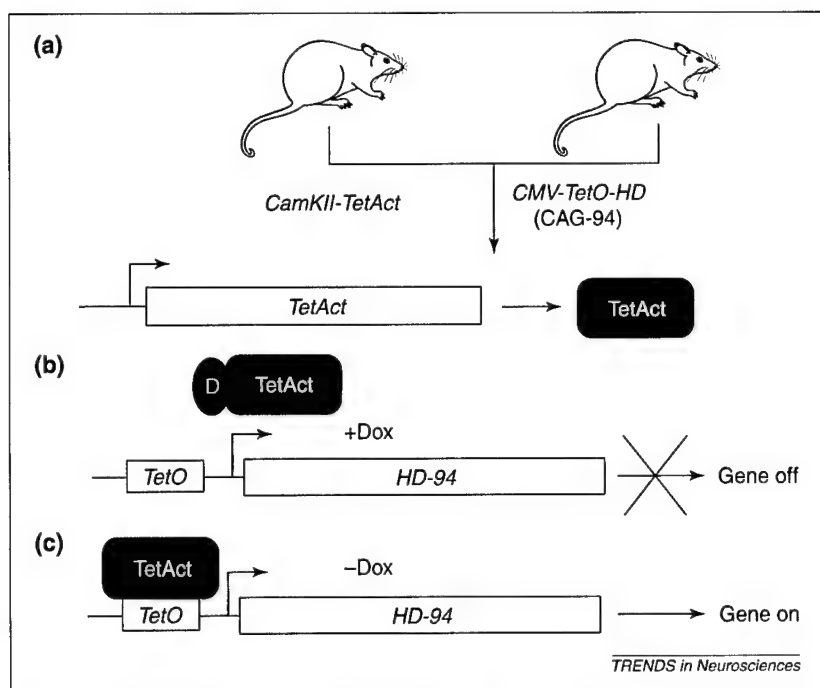 (a)
CamKII-TetAct
CMV-TetO-HD
(CAG-94)
TetAct
TetAct
(b)
D
TetAct
+Dox
TetO
HD-94
Gene off
(c)
TetAct
–Dox
TetO
HD-94
Gene on
TRENDS in Neurosciences